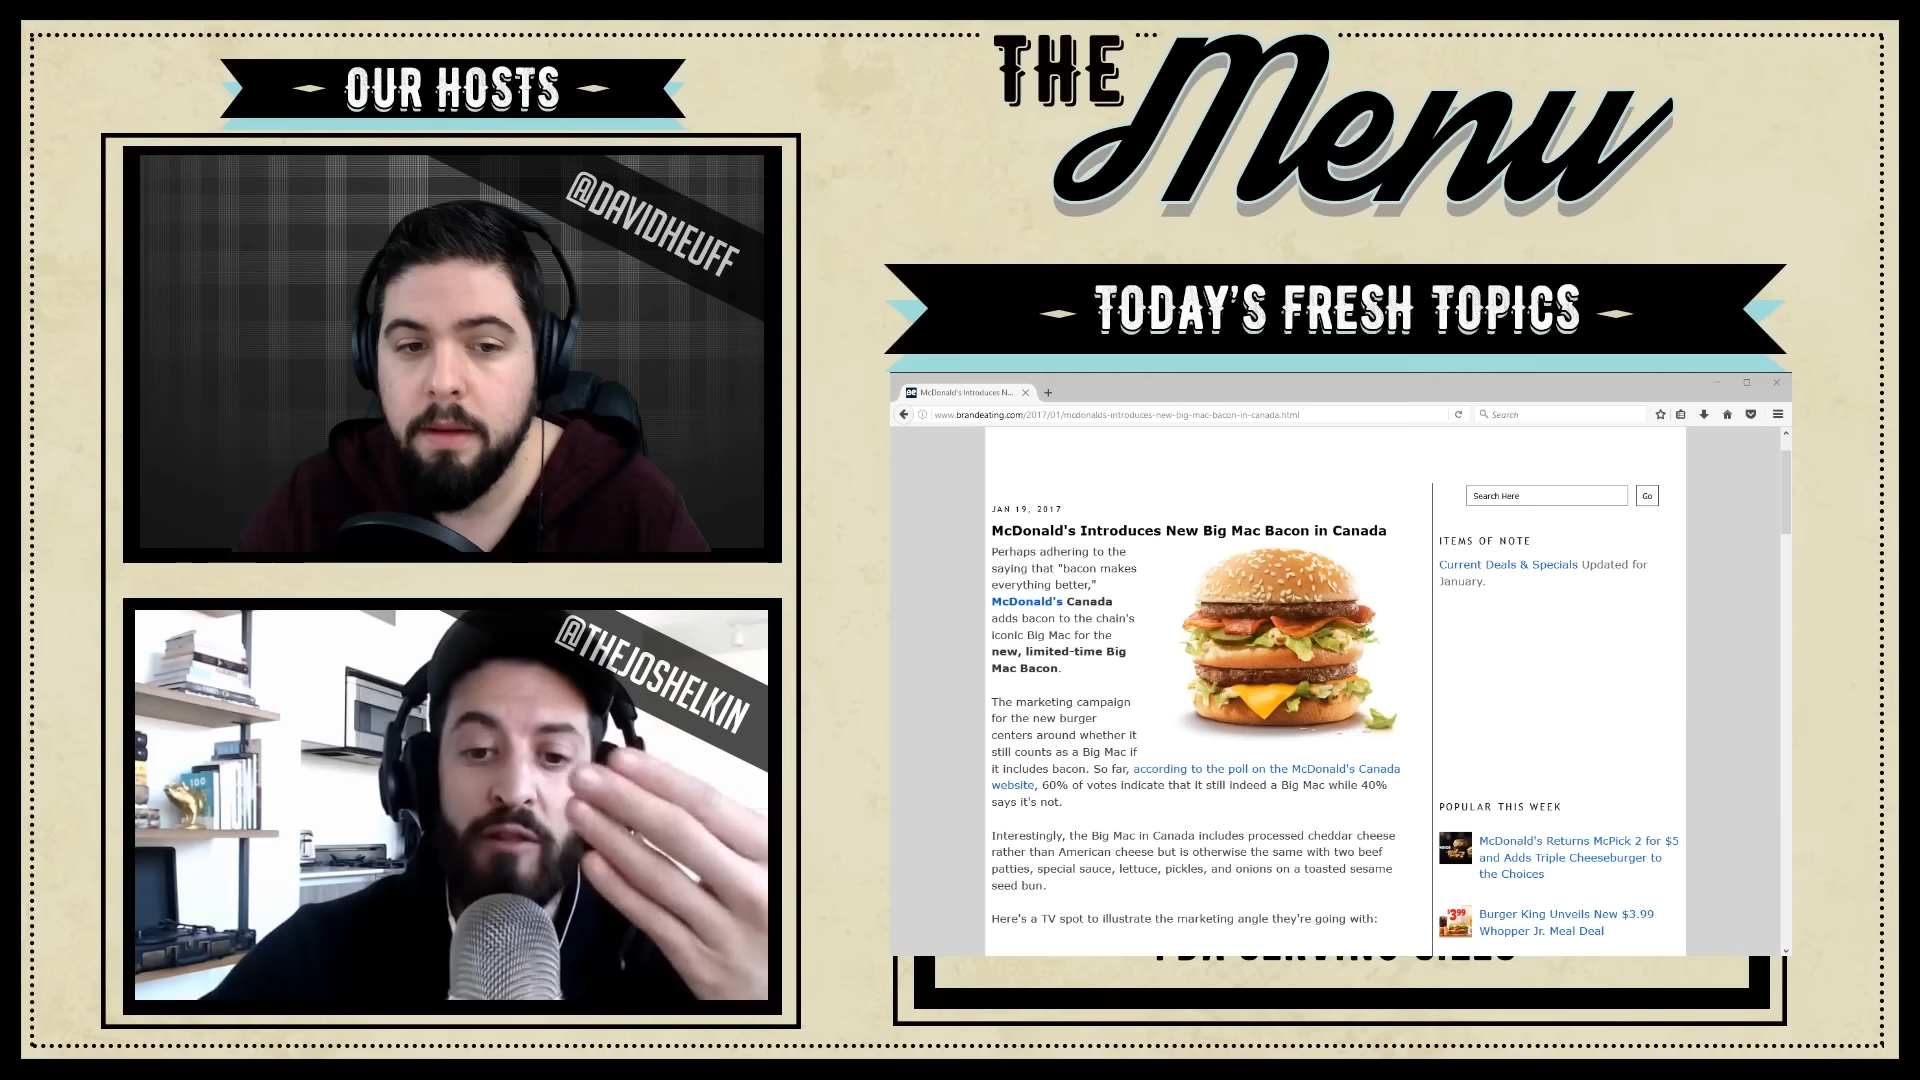 OUR HOSTS
@DAVIDHEUFF
@THEJOSHELKIN
THE Menu
TODAY'S FRESH TOPICS
McDonald's Introduces N...
www.brandeating.com/2017/01/mcdonalds-introduces-new-big-mac-bacon-in-canada.html
Search
JAN 19, 2017
McDonald's Introduces New Big Mac Bacon in Canada
Perhaps adhering to the
saying that "bacon makes
everything better,"
McDonald's Canada
adds bacon to the chain's
iconic Big Mac for the
new, limited-time Big
Mac Bacon.
The marketing campaign
for the new burger
centers around whether it
still counts as a Big Mac if
it includes bacon. So far, according to the poll on the McDonald's Canada
website, 60% of votes indicate that it still indeed a Big Mac while 40%
says it's not.
Interestingly, the Big Mac in Canada includes processed cheddar cheese
rather than American cheese but is otherwise the same with two beef
patties, special sauce, lettuce, pickles, and onions on a toasted sesame
seed bun.
Here's a TV spot to illustrate the marketing angle they're going with:
Search Here
Go
ITEMS OF NOTE
Current Deals & Specials Updated for
January.
POPULAR THIS WEEK
McDonald's Returns McPick 2 for $5
and Adds Triple Cheeseburger to
the Choices
$3.99
Burger King Unveils New $3.99
Whopper Jr. Meal Deal